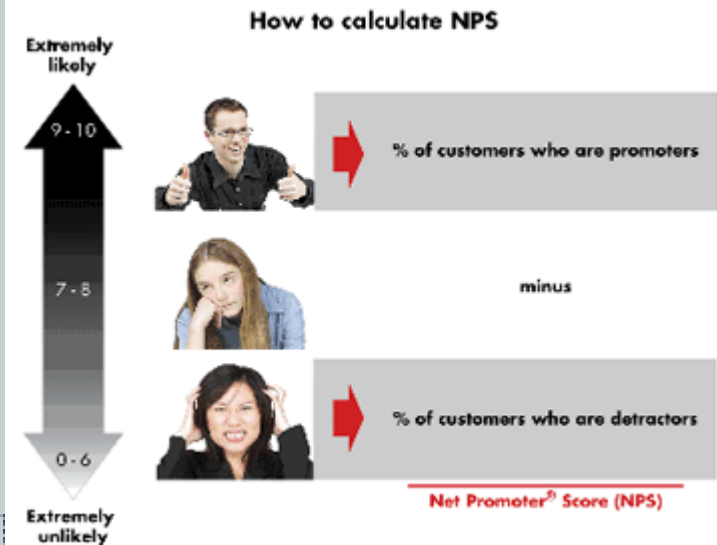 How to calculate NPS
Extremely
likely
9 - 10
% of customers who are promoters
7 - 8
minus
% of customers who are detractors
0 - 6
Net Promoter® Score (NPS)
Extremely
unlikely